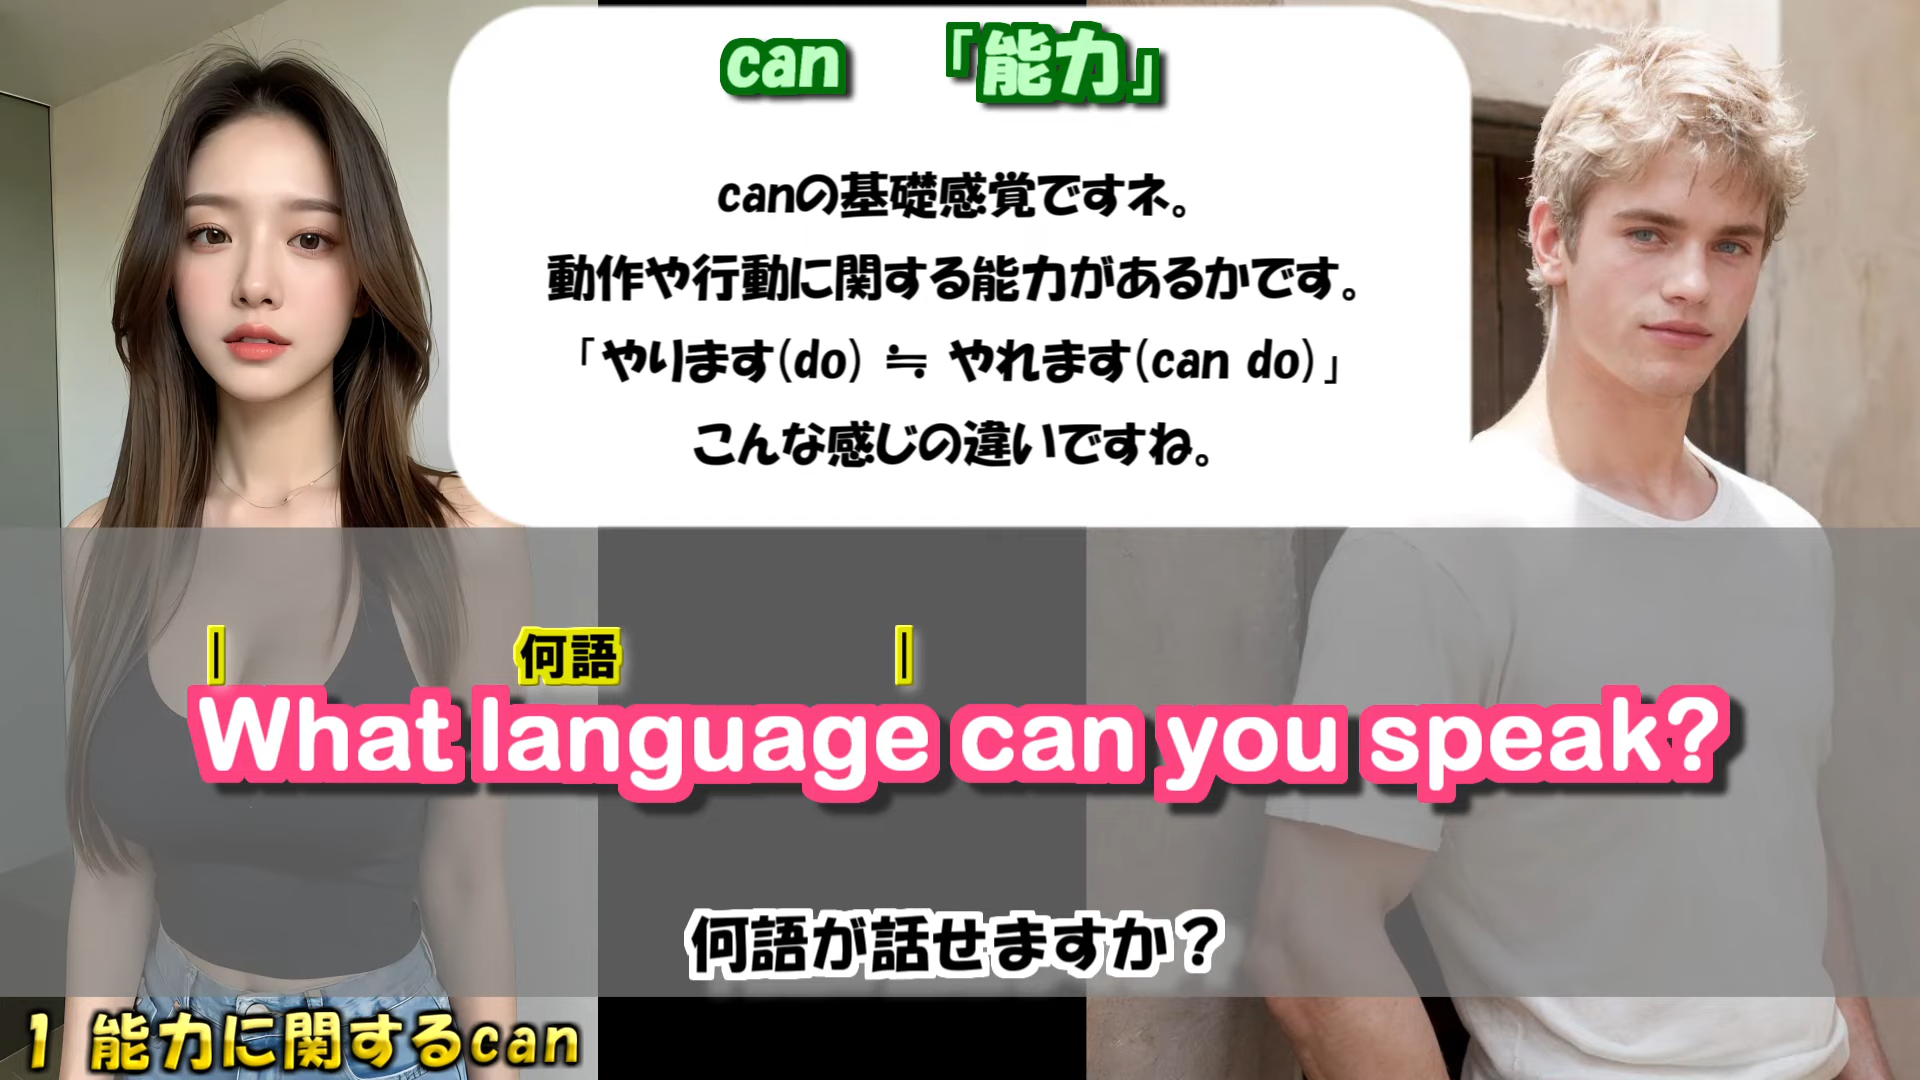 can 「能力」
canの基礎感覚ですネ。
動作や行動に関する能力があるかです。
「やります(do) ≒ やれます(can do)」
こんな感じの違いですね。
| 何語 |
What language can you speak?
何語が話せますか？
1 能力に関するcan